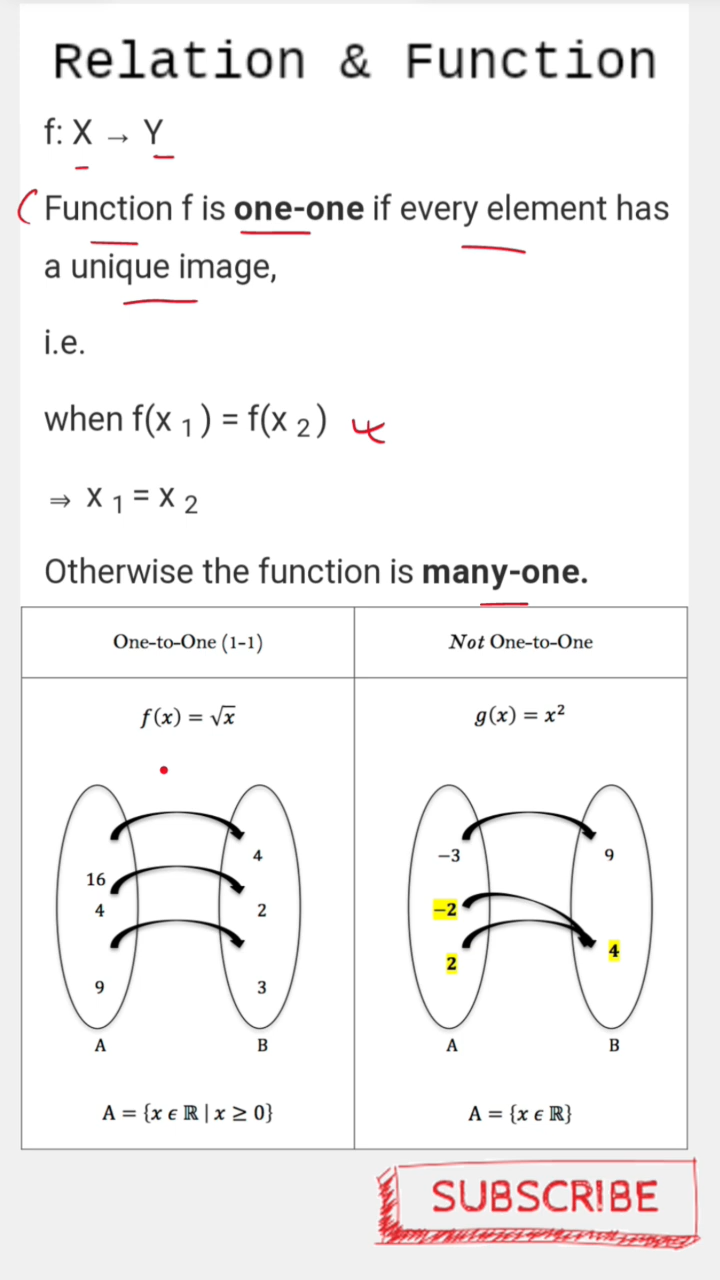 Relation & Function
f: X → Y
Function f is one-one if every element has
a unique image,
i.e.
when f(x 1) = f(x 2)
⇒ x 1 = x 2
Otherwise the function is many-one.
One-to-One (1-1)
Not One-to-One
f(x) = √x
g(x) = x²
16
4
9
A
4
2
3
B
-3
-2
2
A
9
4
B
A = {x ϵ ℝ | x ≥ 0}
A = {x ϵ ℝ}
SUBSCRIBE